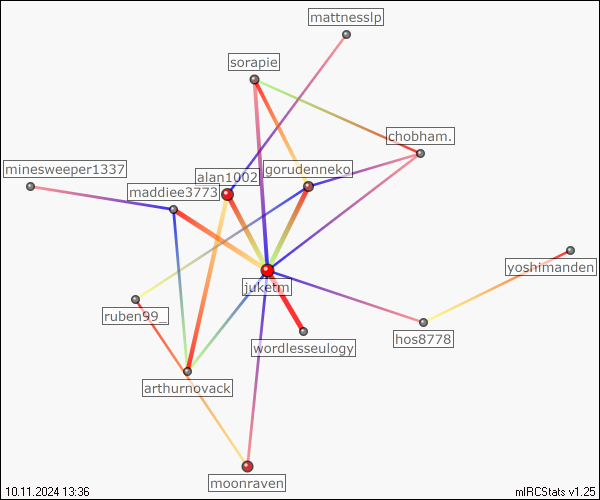 mattnesslp
sorapie
chobham.
minesweeper1337
alan1002
gorudenneko
maddiee3773
yoshimanden
juketm
ruben99_
hos8778
wordlesseulogy
arthurnovack
moonraven
10.11.2024 13:36
mIRCStats v1.25